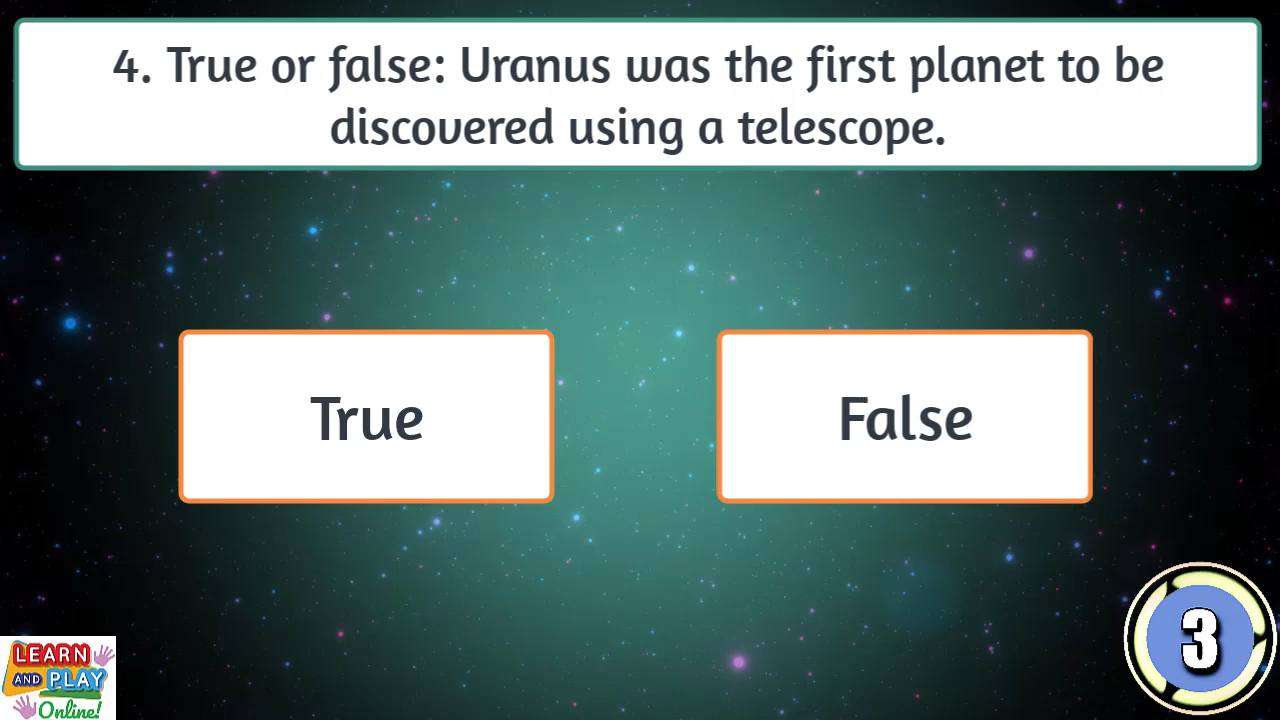 4. True or false: Uranus was the first planet to be
discovered using a telescope.
True
False
3
LEARN
AND PLAY
Online!